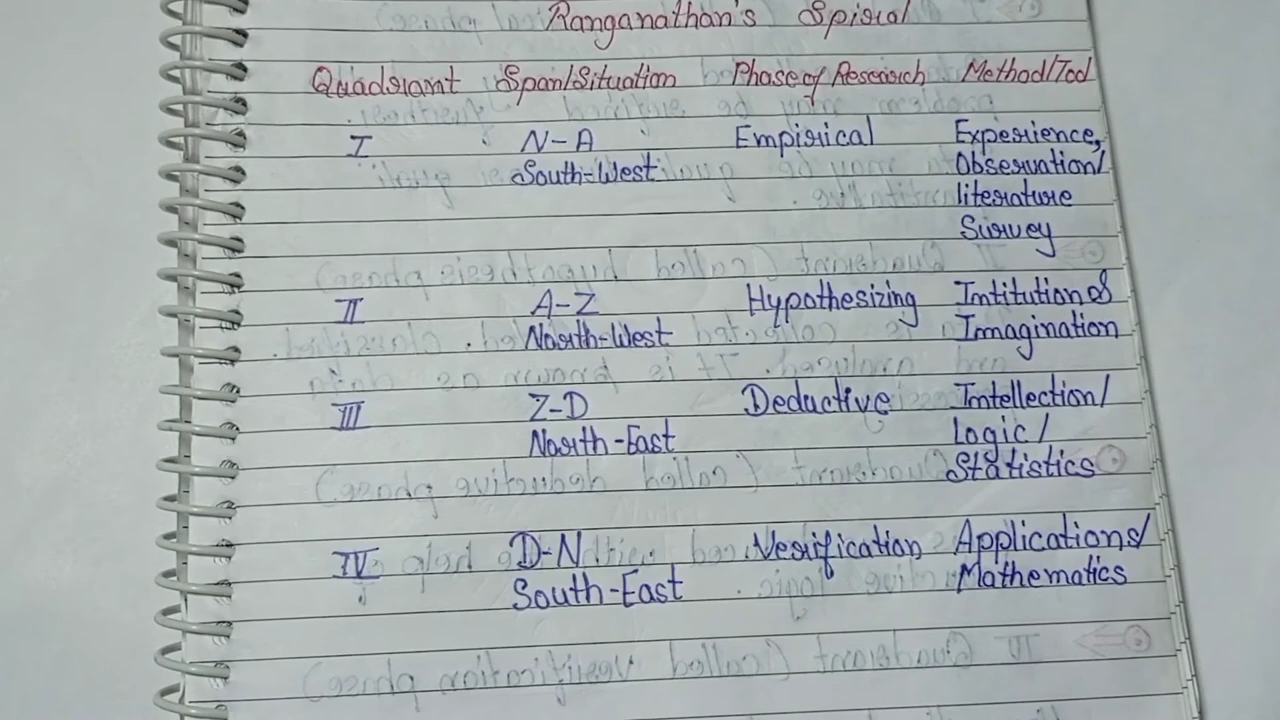 Ranganathan's Spiral
Quadrant Span/Situation Phase of Research Method/Tool
I N-A Empirical Experience,
South-West Observation/
literature
Survey
II A-Z Hypothesizing Intitution &
North-West Imagination
III Z-D Deductive Intellection/
North-East Logic/
Statistics
IV D-N Verification Applications/
South-East Mathematics